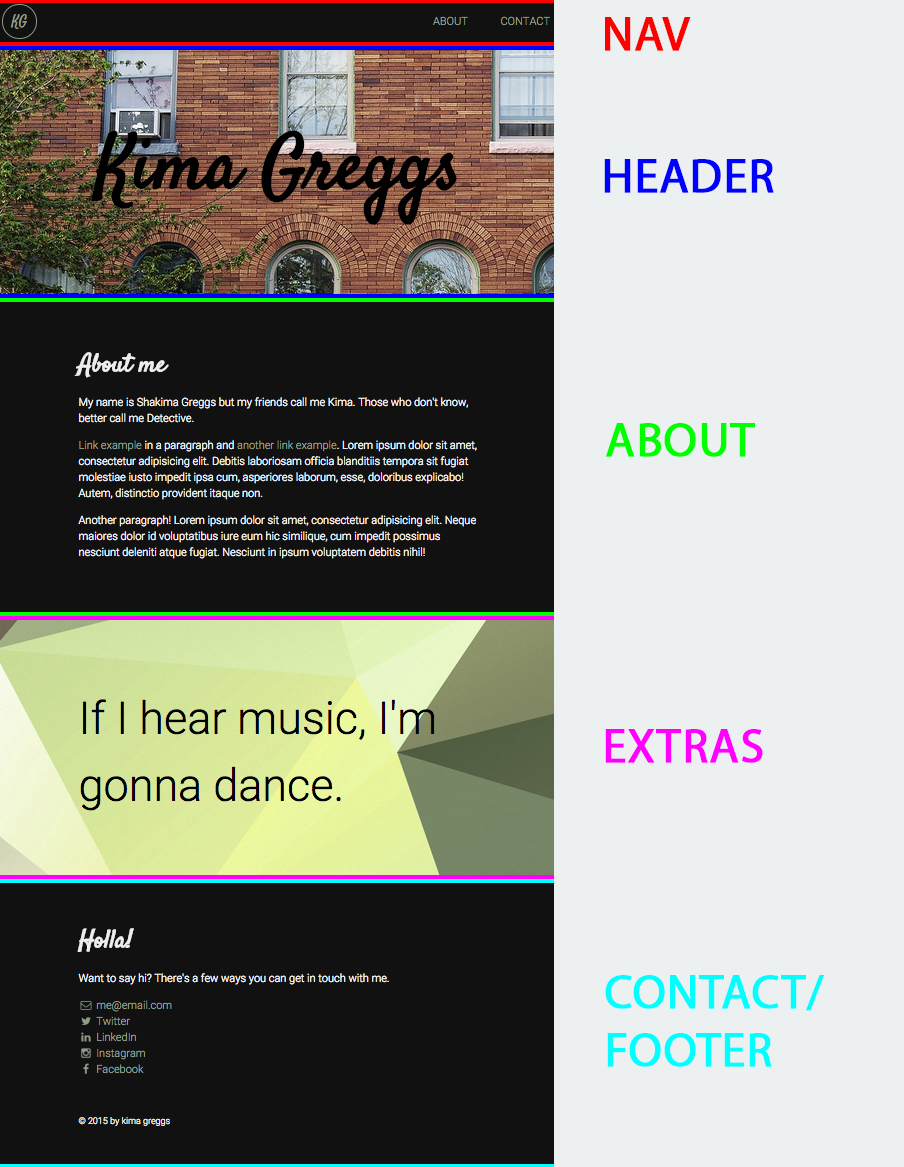 KG
ABOUT
CONTACT
NAV
Kima Greggs
HEADER
About me
My name is Shakima Greggs but my friends call me Kima. Those who don't know,
better call me Detective.
Link example in a paragraph and another link example. Lorem ipsum dolor sit amet,
consectetur adipisicing elit. Debitis laboriosam officia blanditiis tempora sit fugiat
molestiae iusto impedit ipsa cum, asperiores laborum, esse, doloribus explicabo!
Autem, distinctio provident itaque non.
Another paragraph! Lorem ipsum dolor sit amet, consectetur adipisicing elit. Neque
maiores dolor id voluptatibus iure eum hic similique, cum impedit possimus
nesciunt deleniti atque fugiat. Nesciunt in ipsum voluptatem debitis nihil!
ABOUT
If I hear music, I'm
gonna dance.
EXTRAS
Holla!
Want to say hi? There's a few ways you can get in touch with me.
me@email.com
Twitter
LinkedIn
Instagram
Facebook
© 2015 by kima greggs
CONTACT/
FOOTER